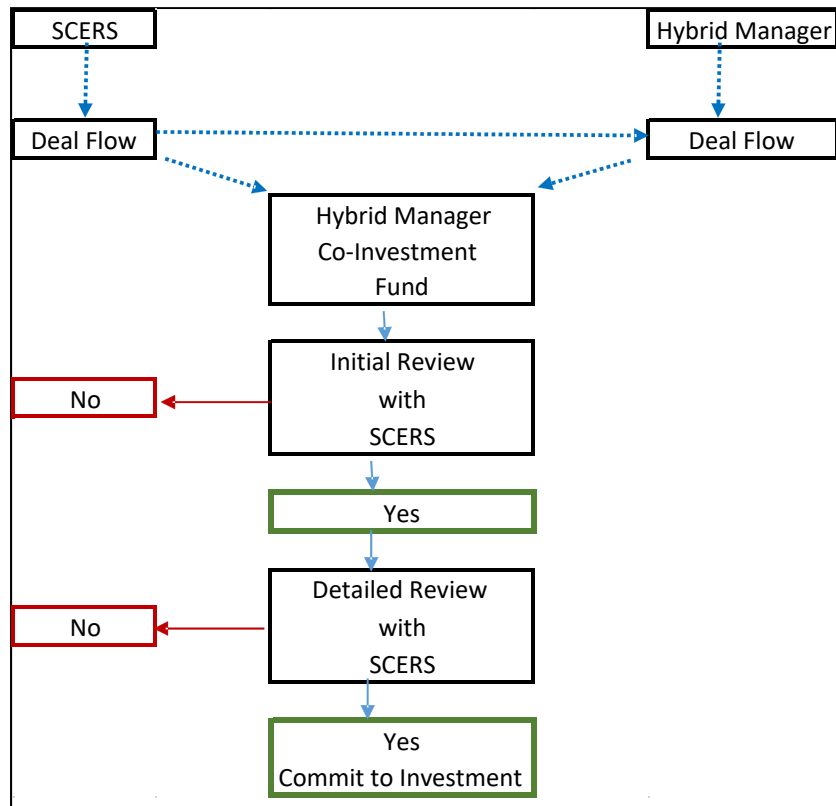 SCERS
Hybrid Manager
Deal Flow
Deal Flow
Hybrid Manager
Co-Investment
Fund
Initial Review
with
SCERS
No
Yes
Detailed Review
with
SCERS
No
Yes
Commit to Investment